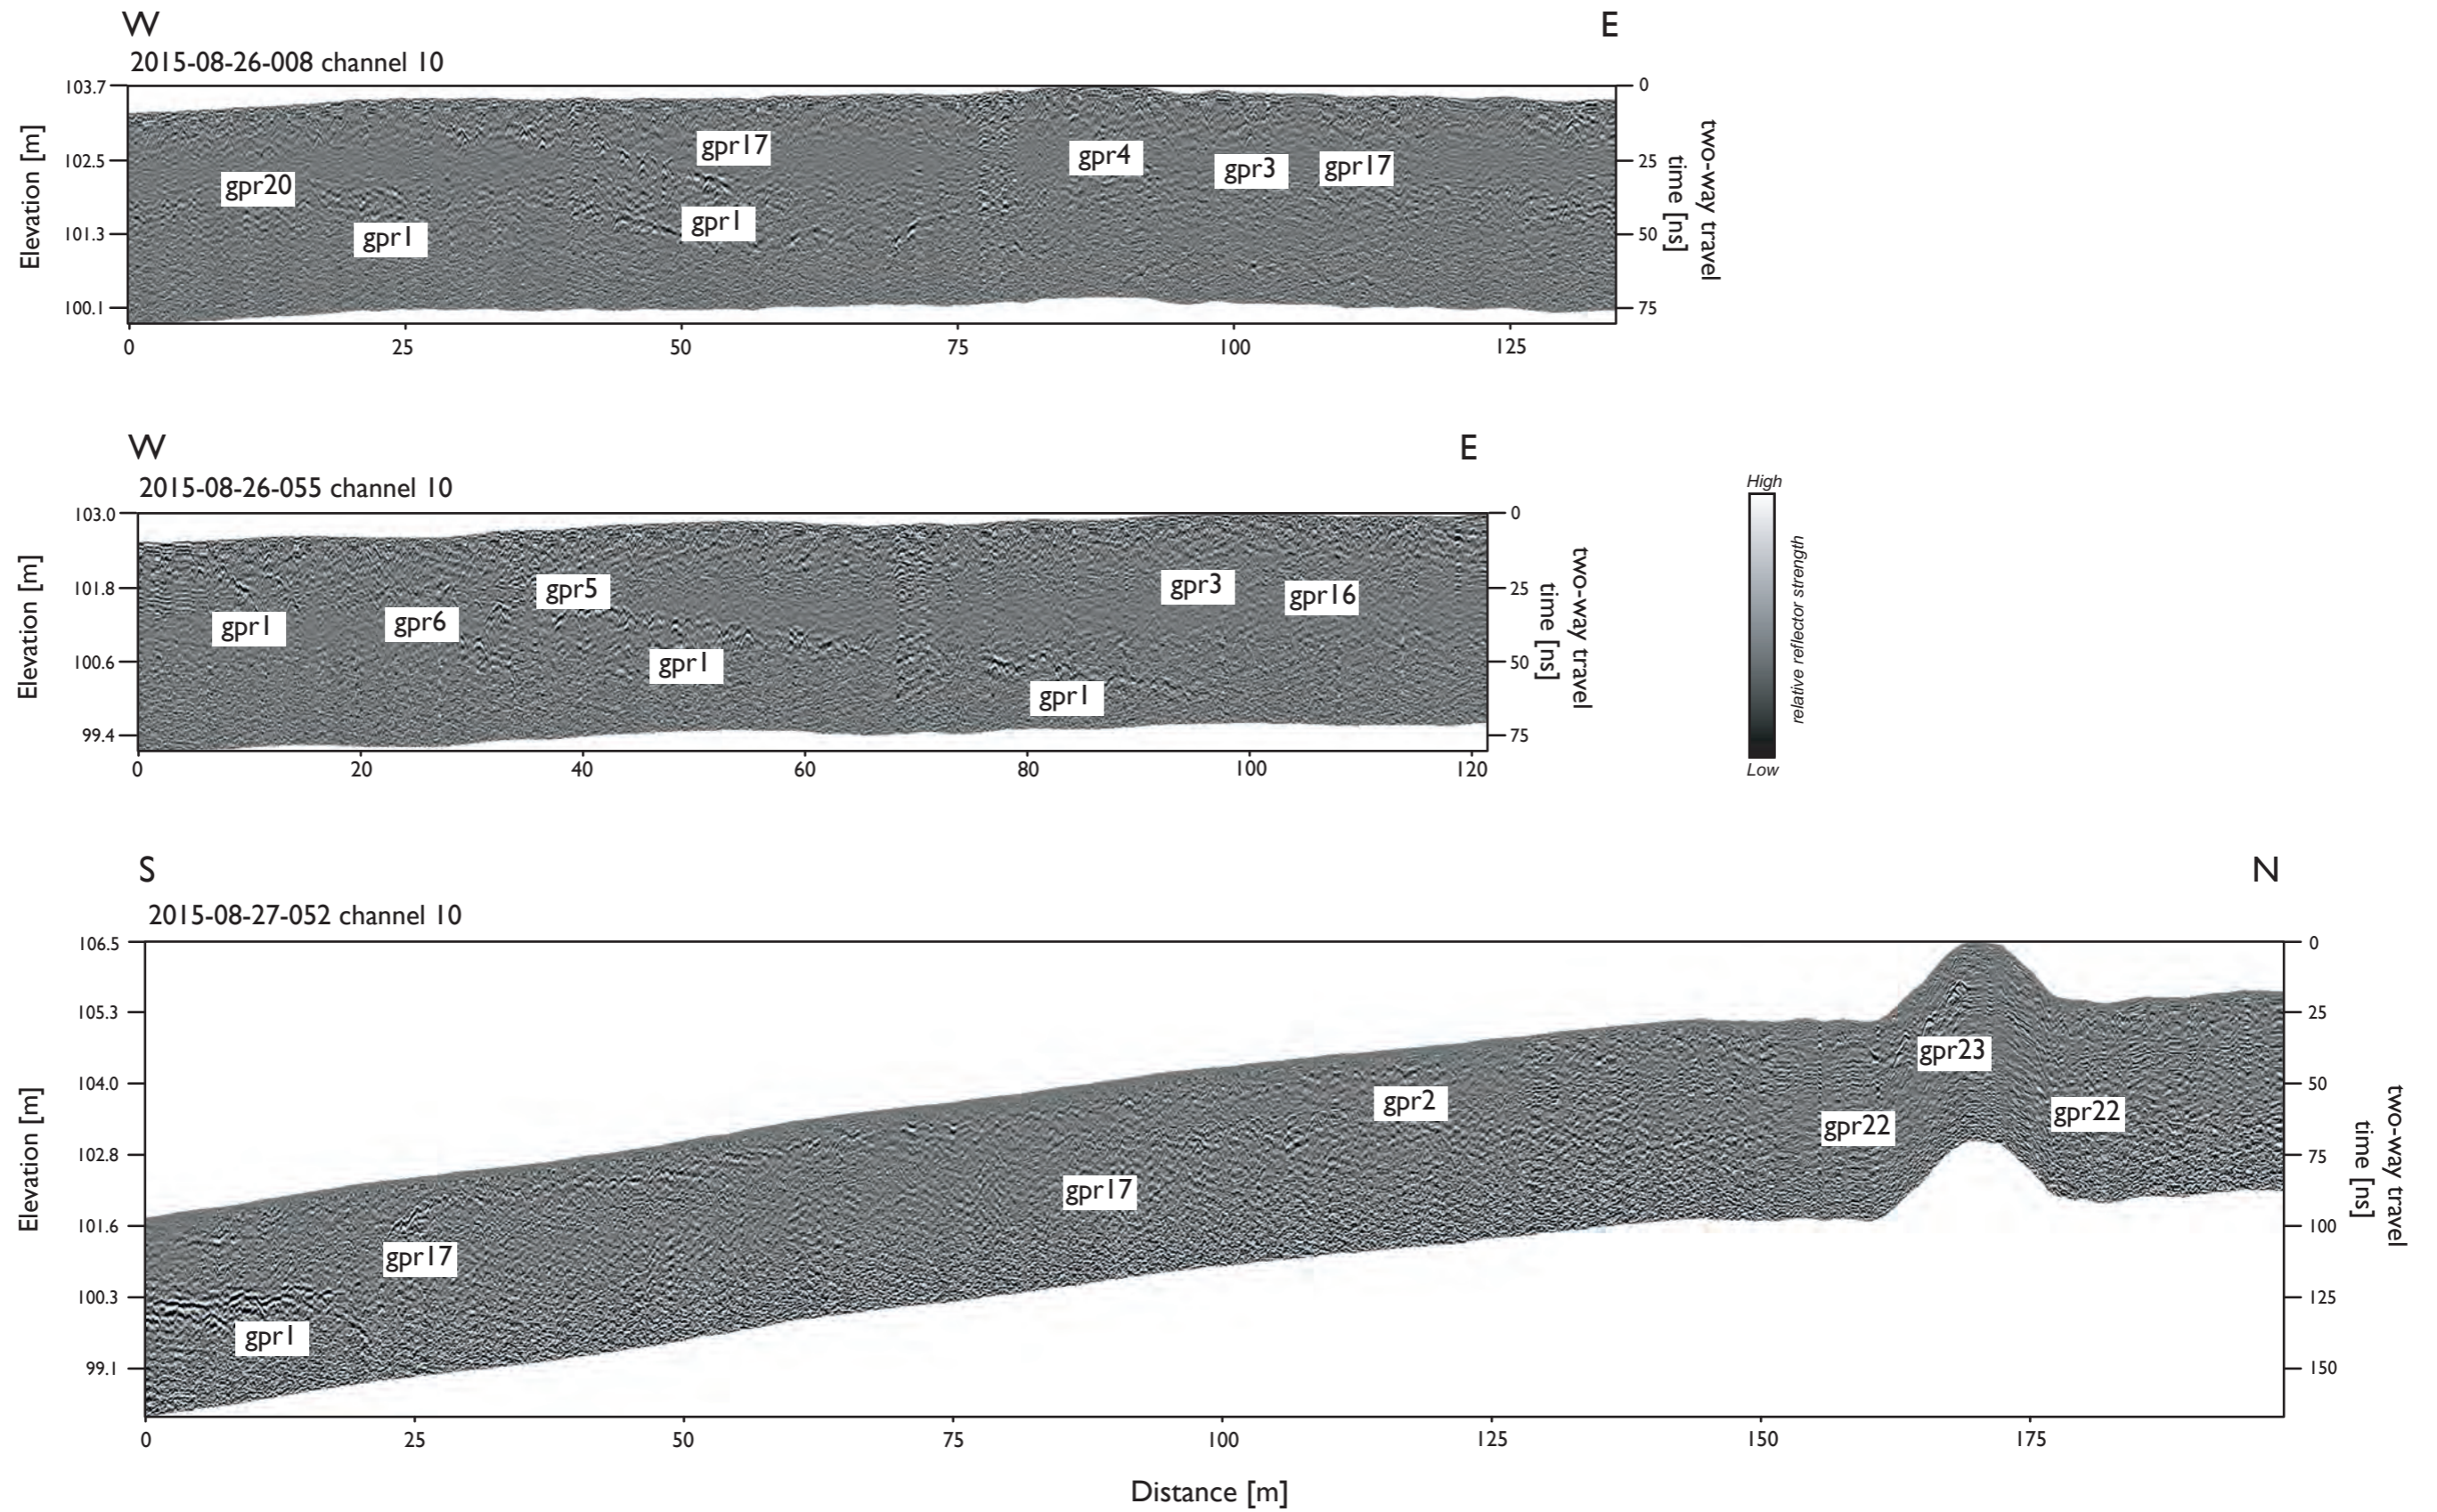 W
E
2015-08-26-008 channel 10
103.7
102.5
101.3
100.1
Elevation [m]
gpr20
gpr1
gpr17
gpr1
gpr4
gpr3
gpr17
0
25
50
75
two-way travel
time [ns]
0
25
50
75
100
125
W
E
2015-08-26-055 channel 10
103.0
101.8
100.6
99.4
Elevation [m]
gpr1
gpr6
gpr5
gpr1
gpr1
gpr3
gpr16
0
25
50
75
two-way travel
time [ns]
0
20
40
60
80
100
120
High
relative reflector strength
Low
S
N
2015-08-27-052 channel 10
106.5
105.3
104.0
102.8
101.6
100.3
99.1
Elevation [m]
gpr1
gpr17
gpr17
gpr2
gpr22
gpr23
gpr22
0
25
50
75
100
125
150
two-way travel
time [ns]
0
25
50
75
100
125
150
175
Distance [m]